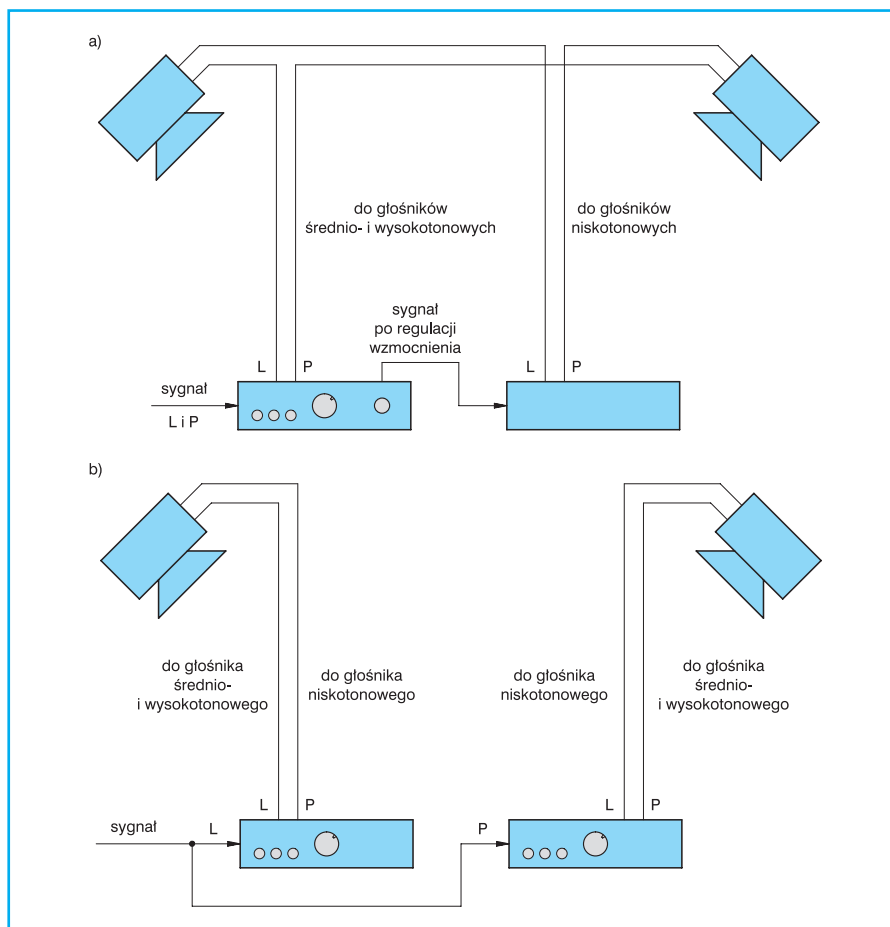 a)
do głośników
średnio- i wysokotonowych
do głośników
niskotonowych
sygnał
po regulacji
wzmocnienia
L
P
L
P
sygnał
L i P
b)
do głośnika
średnio-
i wysokotonowego
do głośnika
niskotonowego
do głośnika
niskotonowego
do głośnika
średnio-
i wysokotonowego
L
P
L
P
sygnał
L
P